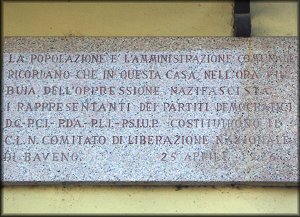 LA POPOLAZIONE E L'AMMINISTRAZIONE COMUNALE
RICORDANO CHE IN QUESTA CASA, NELL'ORA PIÙ
BUIA, DELL'OPPRESSIONE NAZIFASCISTA,
I RAPPRESENTANTI DEI PARTITI DEMOCRATICI
D.C.-P.C.I.-P.D.A.-P.L.I.-P.S.I.U.P. COSTITUIRONO IL
C.L.N. COMITATO DI LIBERAZIONE NAZIONALE
DI BAVENO. 25 APRILE